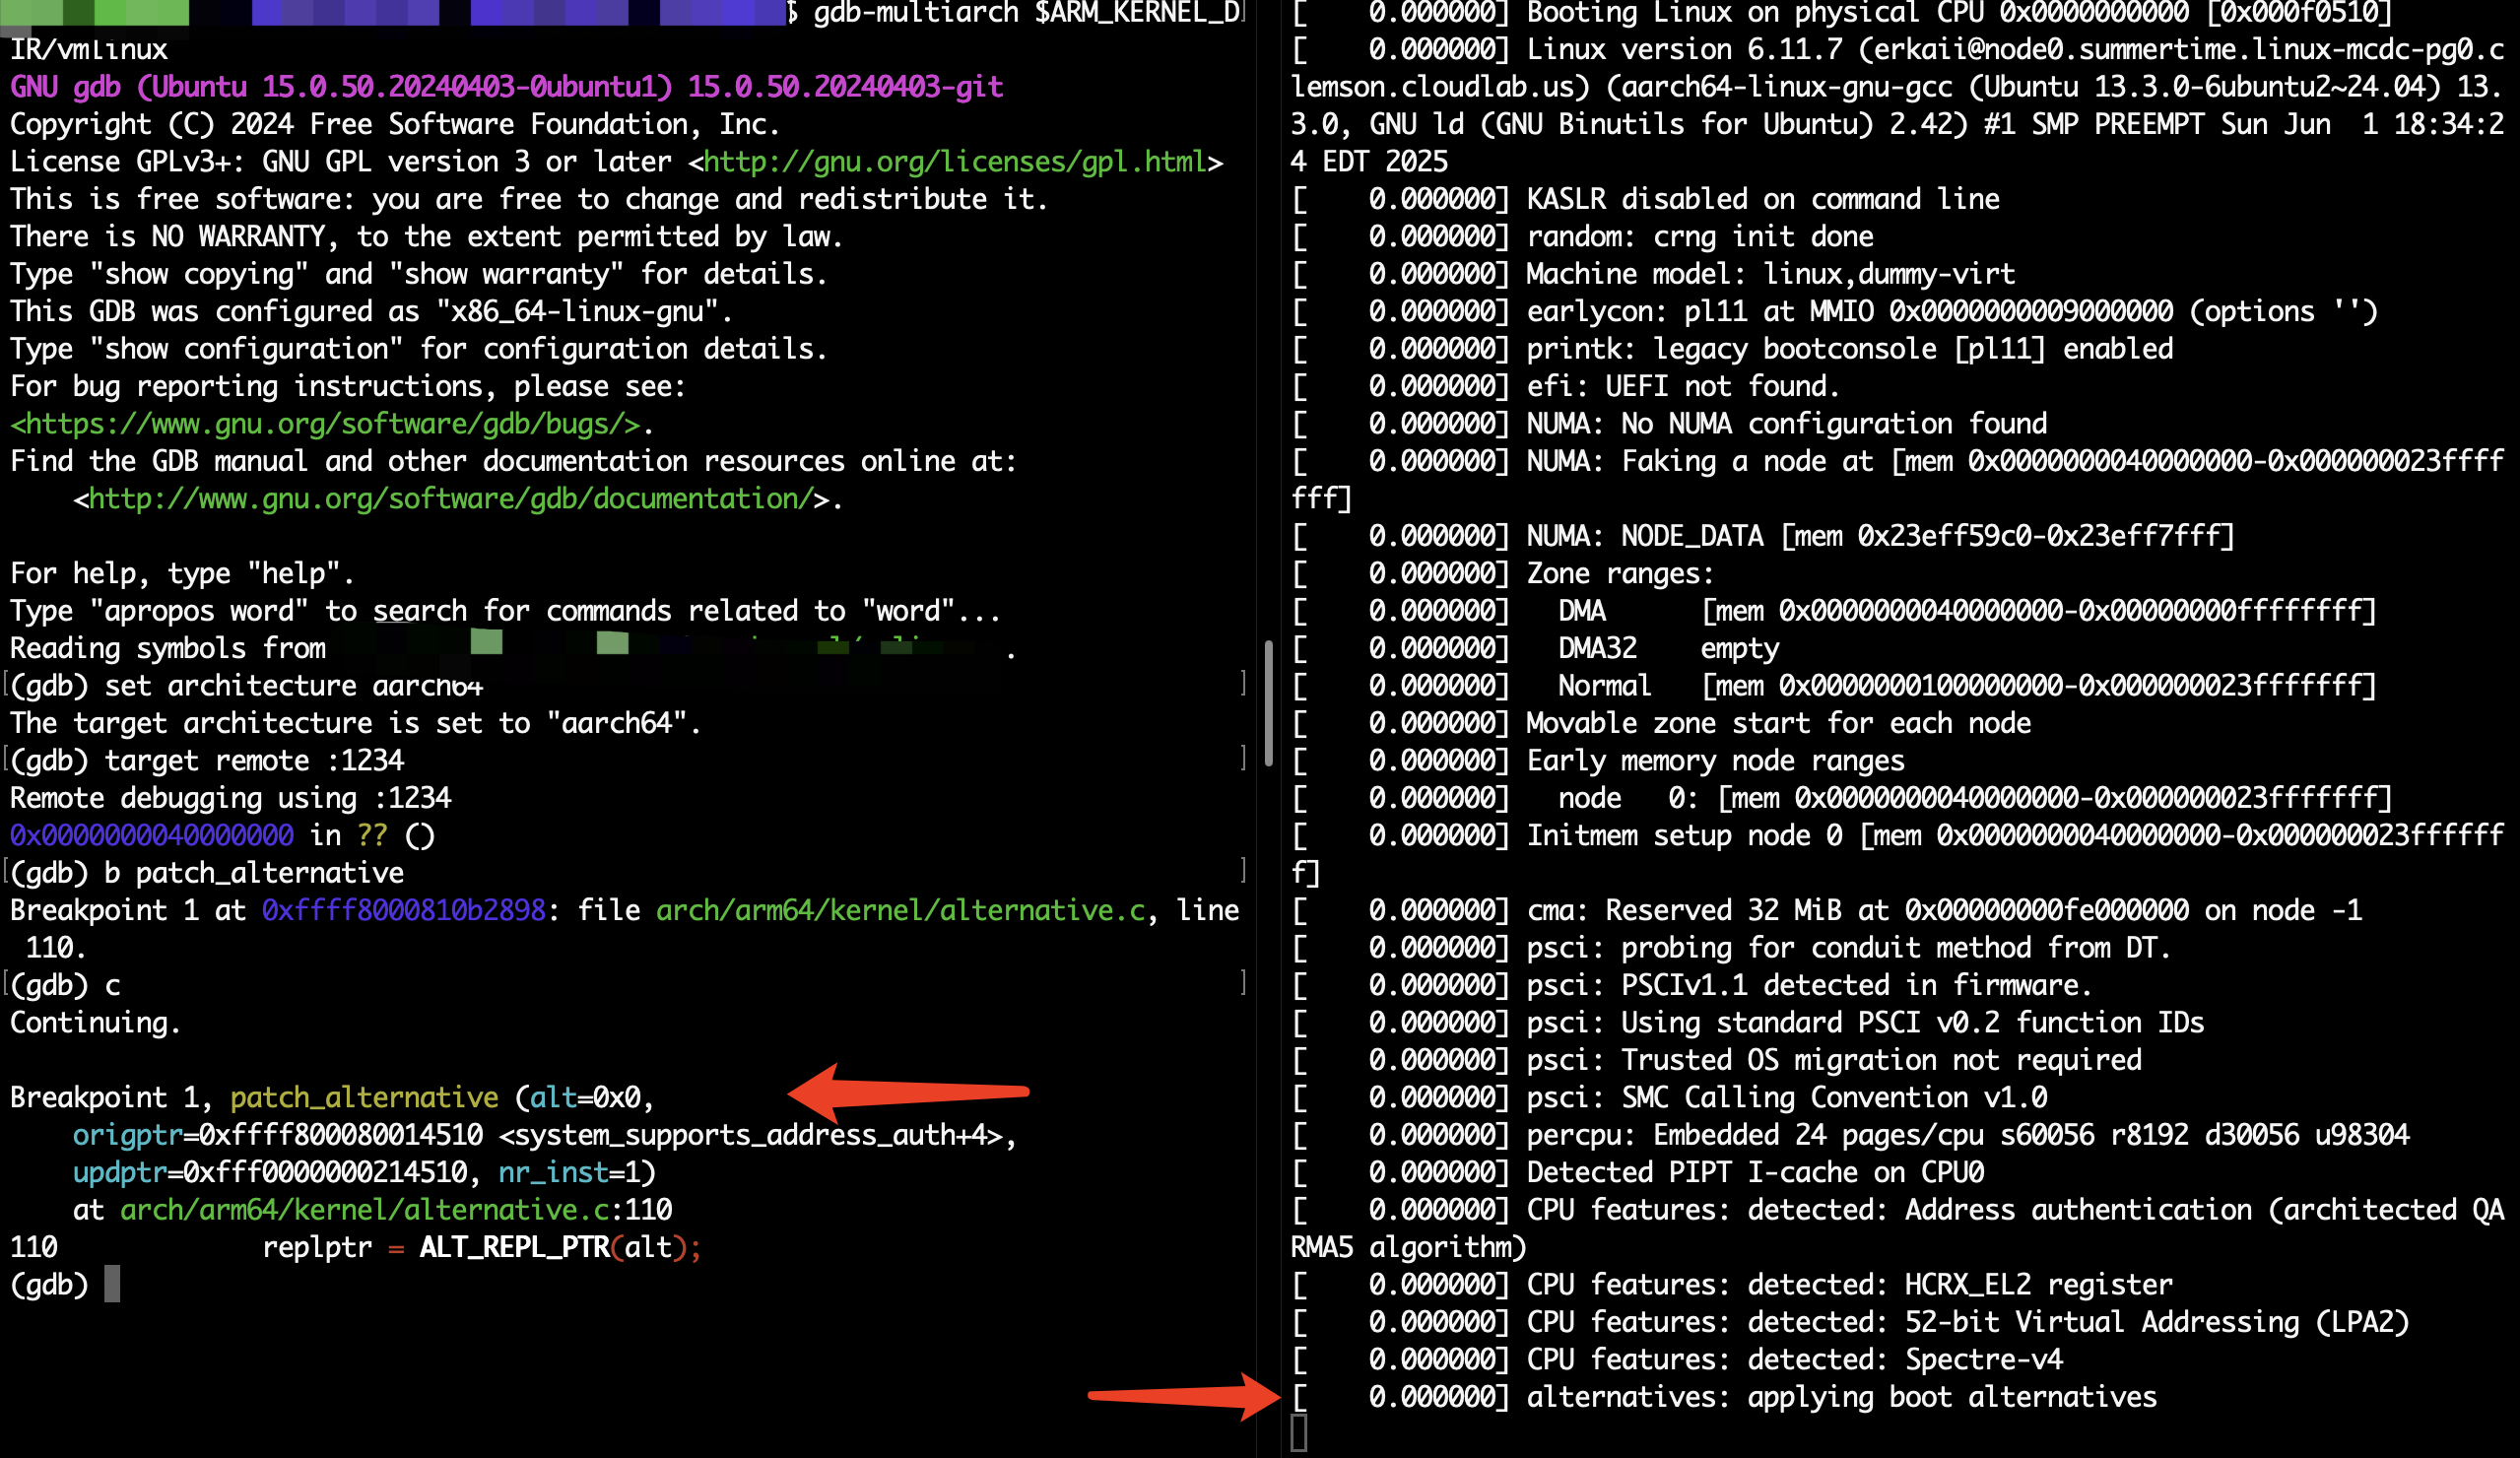 $ gdb-multiarch $ARM_KERNEL_D
IR/vmlinux
GNU gdb (Ubuntu 15.0.50.20240403-0ubuntu1) 15.0.50.20240403-git
Copyright (C) 2024 Free Software Foundation, Inc.
License GPLv3+: GNU GPL version 3 or later <http://gnu.org/licenses/gpl.html>
This is free software: you are free to change and redistribute it.
There is NO WARRANTY, to the extent permitted by law.
Type "show copying" and "show warranty" for details.
This GDB was configured as "x86_64-linux-gnu".
Type "show configuration" for configuration details.
For bug reporting instructions, please see:
<https://www.gnu.org/software/gdb/bugs/>.
Find the GDB manual and other documentation resources online at:
    <http://www.gnu.org/software/gdb/documentation/>.
For help, type "help".
Type "apropos word" to search for commands related to "word"...
Reading symbols from .
(gdb) set architecture aarch64
The target architecture is set to "aarch64".
(gdb) target remote :1234
Remote debugging using :1234
0x0000000040000000 in ?? ()
(gdb) b patch_alternative
Breakpoint 1 at 0xffff8000810b2898: file arch/arm64/kernel/alternative.c, line
 110.
(gdb) c
Continuing.
Breakpoint 1, patch_alternative (alt=0x0,
    origptr=0xffff800080014510 <system_supports_address_auth+4>,
    updptr=0xfff0000000214510, nr_inst=1)
    at arch/arm64/kernel/alternative.c:110
110             replptr = ALT_REPL_PTR(alt);
(gdb)
[    0.000000] Booting Linux on physical CPU 0x0000000000 [0x000f0510]
[    0.000000] Linux version 6.11.7 (erkaii@node0.summertime.linux-mcdc-pg0.c
lemson.cloudlab.us) (aarch64-linux-gnu-gcc (Ubuntu 13.3.0-6ubuntu2~24.04) 13.
3.0, GNU ld (GNU Binutils for Ubuntu) 2.42) #1 SMP PREEMPT Sun Jun  1 18:34:2
4 EDT 2025
[    0.000000] KASLR disabled on command line
[    0.000000] random: crng init done
[    0.000000] Machine model: linux,dummy-virt
[    0.000000] earlycon: pl11 at MMIO 0x0000000009000000 (options '')
[    0.000000] printk: legacy bootconsole [pl11] enabled
[    0.000000] efi: UEFI not found.
[    0.000000] NUMA: No NUMA configuration found
[    0.000000] NUMA: Faking a node at [mem 0x0000000040000000-0x000000023ffff
fff]
[    0.000000] NUMA: NODE_DATA [mem 0x23eff59c0-0x23eff7fff]
[    0.000000] Zone ranges:
[    0.000000]   DMA      [mem 0x0000000040000000-0x00000000ffffffff]
[    0.000000]   DMA32    empty
[    0.000000]   Normal   [mem 0x0000000100000000-0x000000023fffffff]
[    0.000000] Movable zone start for each node
[    0.000000] Early memory node ranges
[    0.000000]   node   0: [mem 0x0000000040000000-0x000000023fffffff]
[    0.000000] Initmem setup node 0 [mem 0x0000000040000000-0x000000023ffffff
f]
[    0.000000] cma: Reserved 32 MiB at 0x00000000fe000000 on node -1
[    0.000000] psci: probing for conduit method from DT.
[    0.000000] psci: PSCIv1.1 detected in firmware.
[    0.000000] psci: Using standard PSCI v0.2 function IDs
[    0.000000] psci: Trusted OS migration not required
[    0.000000] psci: SMC Calling Convention v1.0
[    0.000000] percpu: Embedded 24 pages/cpu s60056 r8192 d30056 u98304
[    0.000000] Detected PIPT I-cache on CPU0
[    0.000000] CPU features: detected: Address authentication (architected QA
RMA5 algorithm)
[    0.000000] CPU features: detected: HCRX_EL2 register
[    0.000000] CPU features: detected: 52-bit Virtual Addressing (LPA2)
[    0.000000] CPU features: detected: Spectre-v4
[    0.000000] alternatives: applying boot alternatives